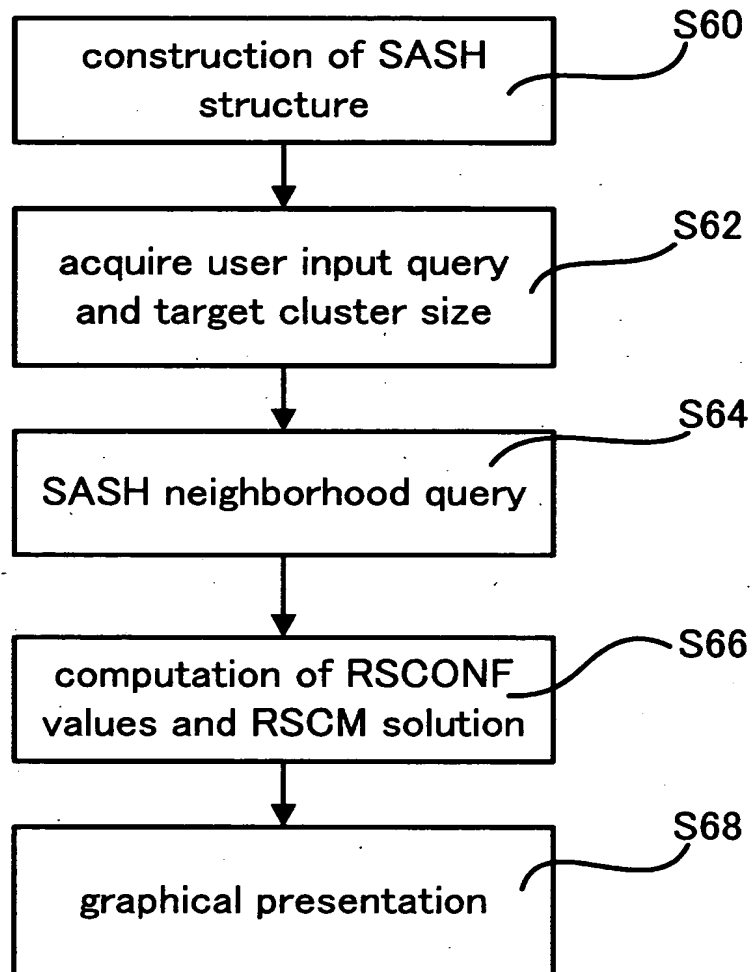 construction of SASH
structure
S60
acquire user input query
and target cluster size
S62
SASH neighborhood query
S64
computation of RSCONF
values and RSCM solution
S66
graphical presentation
S68